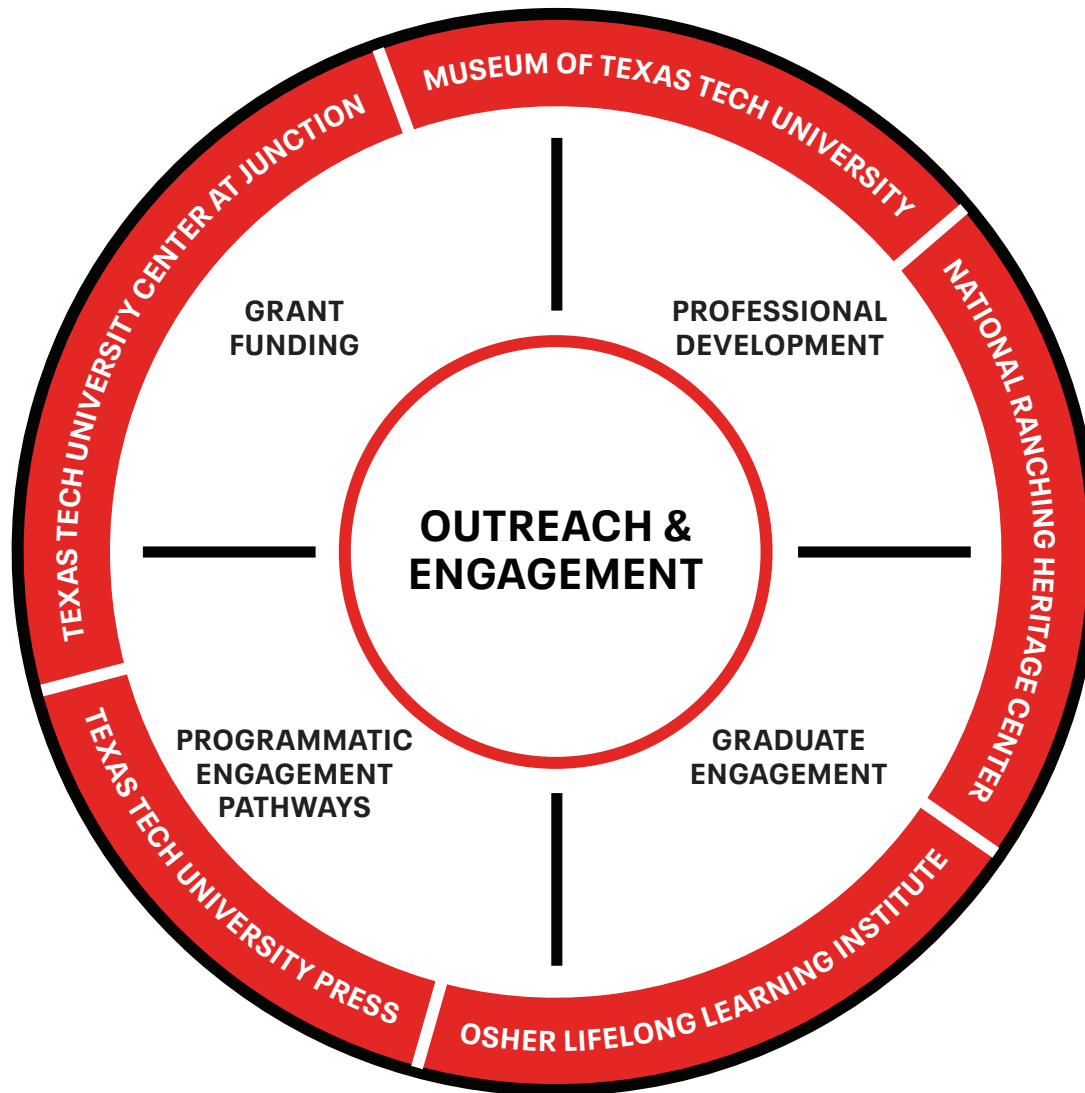 MUSEUM OF TEXAS TECH UNIVERSITY
NATIONAL RANCHING HERITAGE CENTER
OSHER LIFELONG LEARNING INSTITUTE
TEXAS TECH UNIVERSITY PRESS
TEXAS TECH UNIVERSITY CENTER AT JUNCTION
GRANT
FUNDING
PROFESSIONAL
DEVELOPMENT
OUTREACH &
ENGAGEMENT
PROGRAMMATIC
ENGAGEMENT
PATHWAYS
GRADUATE
ENGAGEMENT